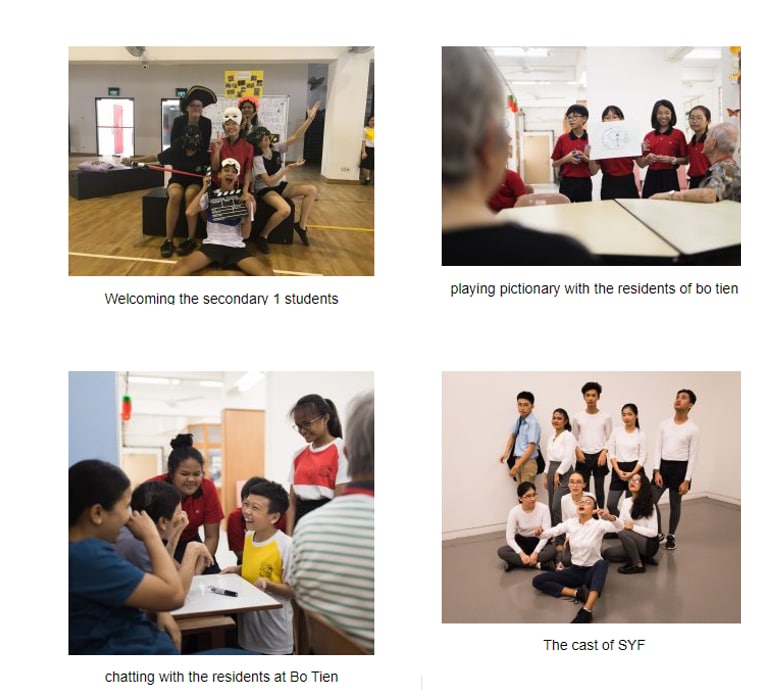 Welcoming the secondary 1 students
playing pictionary with the residents of bo tien
chatting with the residents at Bo Tien
The cast of SYF